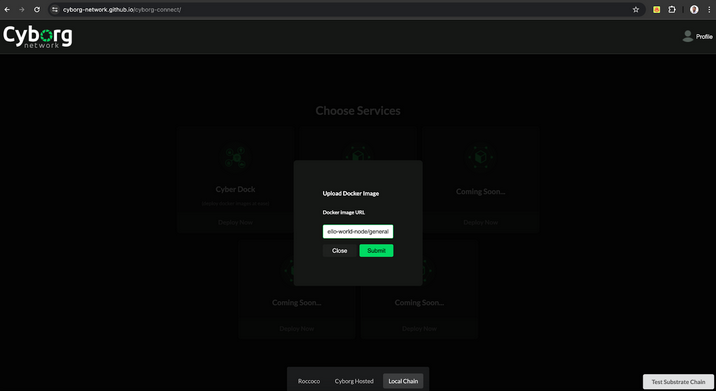 cyborg-network.github.io/cyborg-connect/
Cyborg
network
Profile
Choose Services
Upload Docker Image
Docker Image URL
ello-world-node/general
Close
Submit
Cyber Dock
Coming Soon...
Deploy Now
Deploy Now
Coming Soon...
Coming Soon...
Deploy Now
Deploy Now
Roccoco
Cyborg Hosted
Local Chain
Test Substrate Chain